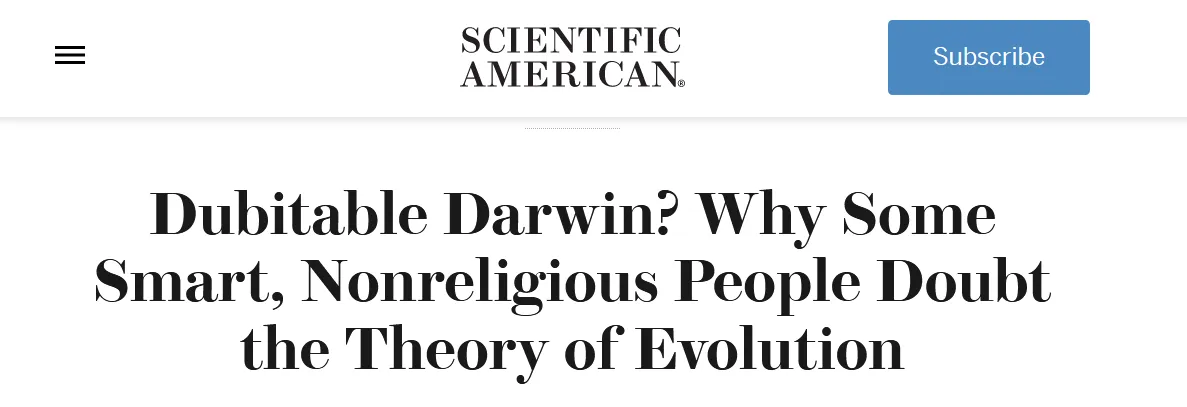 SCIENTIFIC
AMERICAN®
Subscribe
Dubitable Darwin? Why Some
Smart, Nonreligious People Doubt
the Theory of Evolution